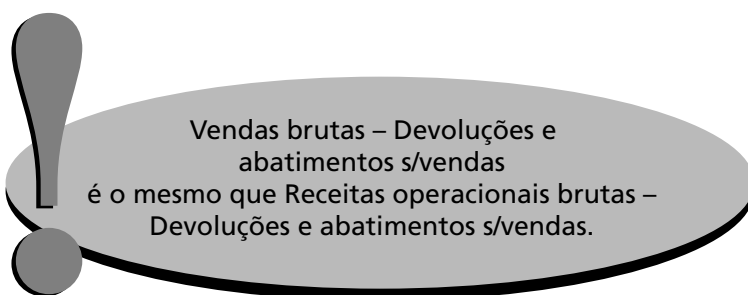 Vendas brutas – Devoluções e
abatimentos s/vendas
é o mesmo que Receitas operacionais brutas –
Devoluções e abatimentos s/vendas.